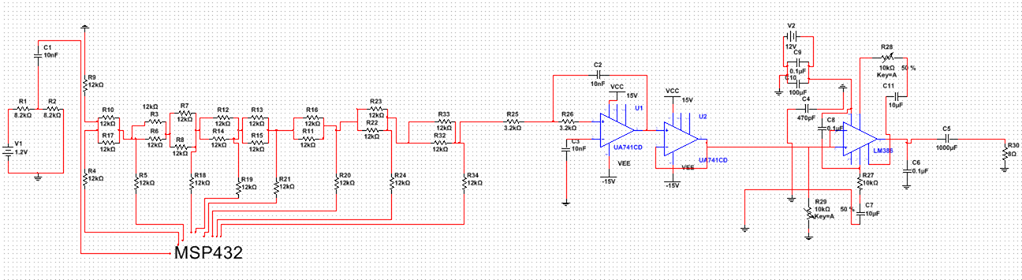 V2
12V
C9
0.1µF
C10
100µF
R28
10kΩ
50 %
Key=A
C11
10µF
C1
10nF
R9
12kΩ
R1
8.2kΩ
R2
8.2kΩ
V1
1.2V
R10
12kΩ
R17
12kΩ
R4
12kΩ
12kΩ
R3
R6
12kΩ
R5
12kΩ
R7
12kΩ
R8
12kΩ
R18
12kΩ
R12
12kΩ
R14
12kΩ
R19
12kΩ
R13
12kΩ
R15
12kΩ
R21
12kΩ
R16
12kΩ
R11
12kΩ
R20
12kΩ
R23
12kΩ
R22
12kΩ
R24
12kΩ
R33
12kΩ
R32
12kΩ
R34
12kΩ
MSP432
R25
3.2kΩ
R26
3.2kΩ
C2
10nF
C3
10nF
VCC
15V
U1
UA741CD
VEE
-15V
VCC
15V
U2
UA741CD
VEE
-15V
C4
470pF
C8
0.1µF
LM386
R27
10kΩ
C7
10µF
R29
10kΩ
Key=A
50 %
C5
1000µF
C6
0.1µF
R30
8Ω